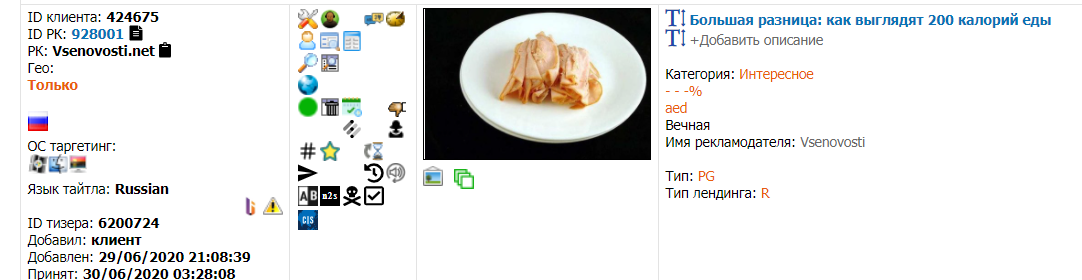 ID клиента: 424675
ID РК: 928001
РК: Vsenovosti.net
Гео:
Только
ОС таргетинг:
Язык тайтла: Russian
ID тизера: 6200724
Добавил: клиент
Добавлен: 29/06/2020 21:08:39
Принят: 30/06/2020 03:28:08
#
AB m2s
CIS
Большая разница: как выглядят 200 калорий еды
+Добавить описание
Категория: Интересное
- - -%
aed
Вечная
Имя рекламодателя: Vsenovosti
Тип: PG
Тип лендинга: R